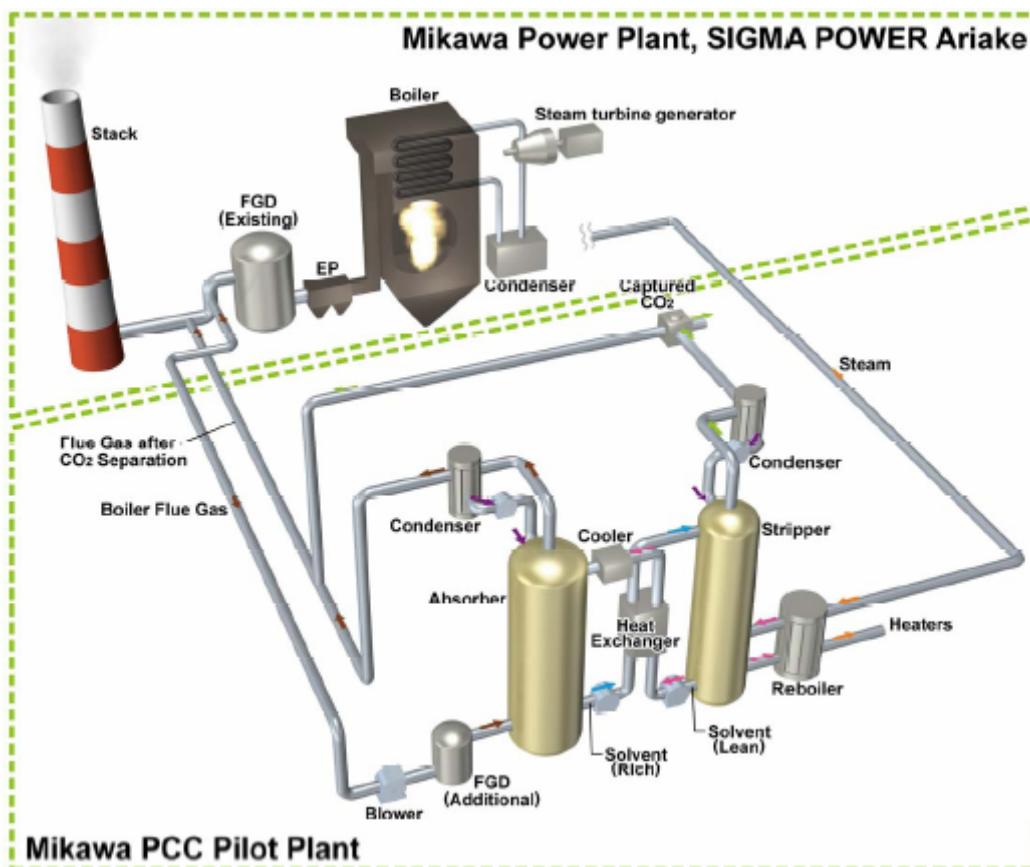 Mikawa Power Plant, SIGMA POWER Ariake
Boiler
Steam turbine generator
Stack
FGD
(Existing)
EP
Condenser
Captured
CO₂
Steam
Flue Gas after
CO₂ Separation
Boiler Flue Gas
Condenser
Condenser
Cooler
Stripper
Absorber
Heat
Exchanger
Heaters
Reboiler
Solvent
(Lean)
Solvent
(Rich)
FGD
(Additional)
Blower
Mikawa PCC Pilot Plant